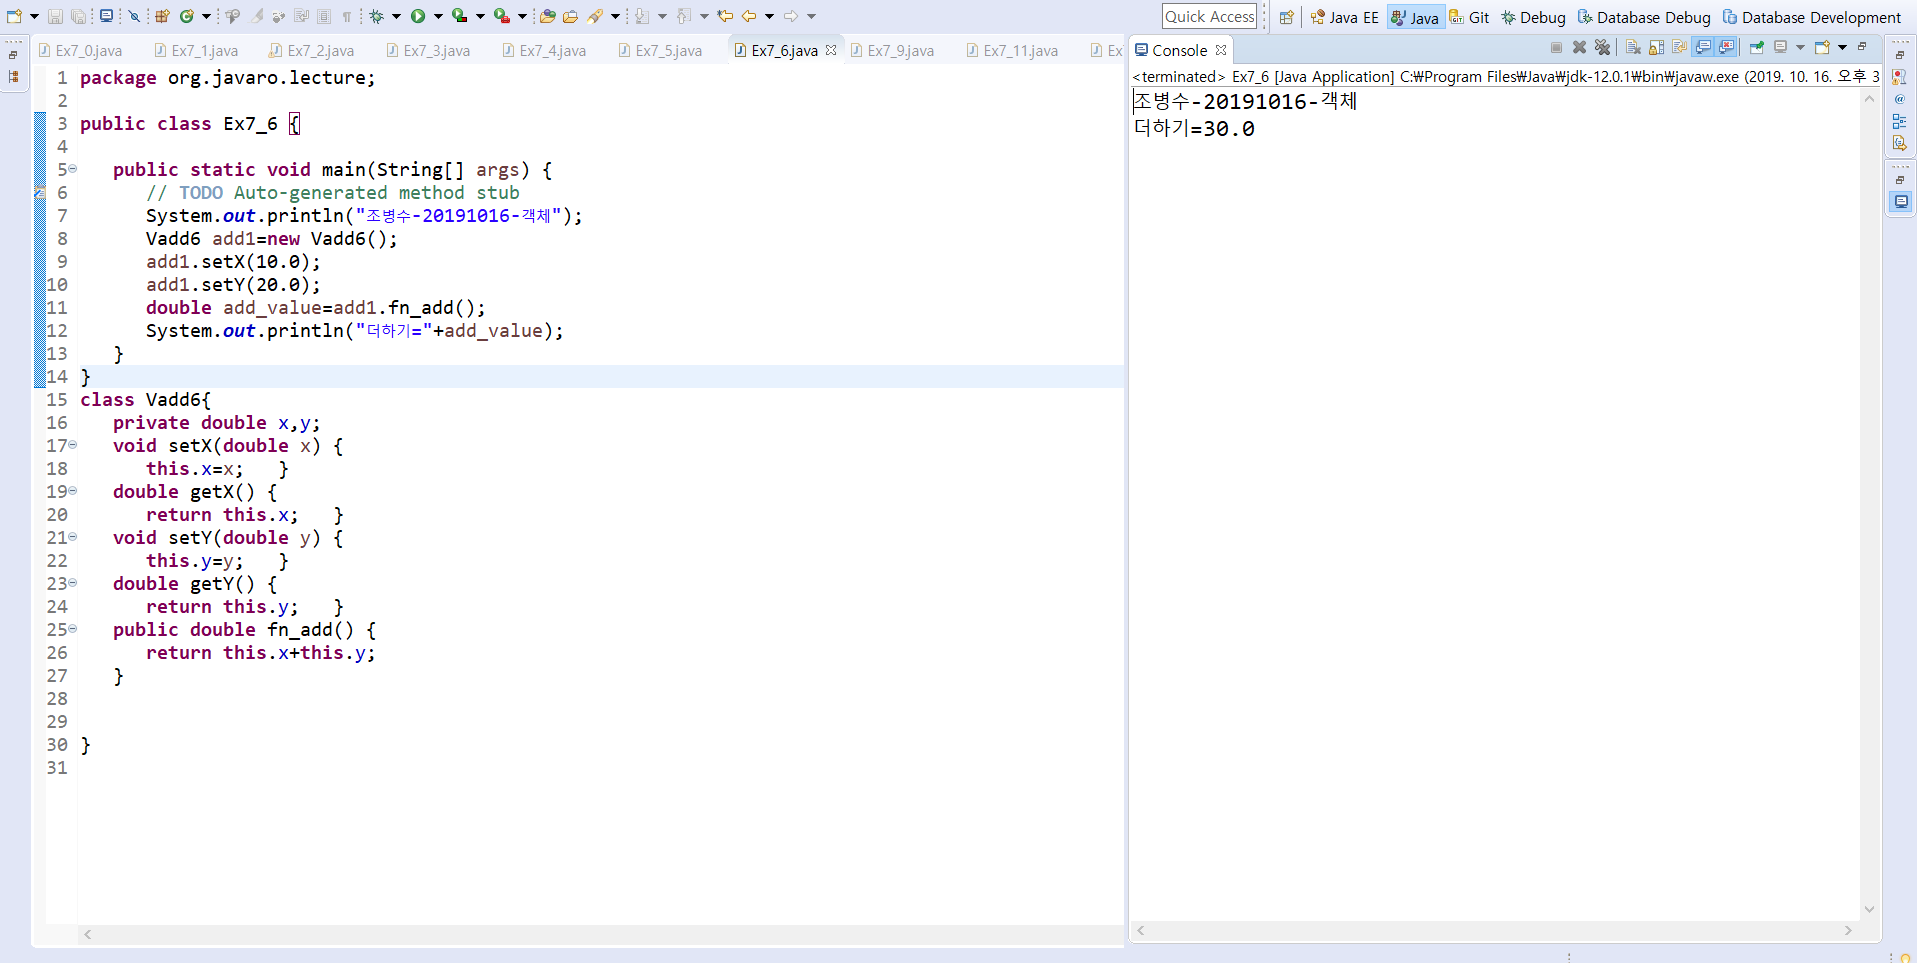 Quick Access
Java EE
Java
Git
Debug
Database Debug
Database Development
Ex7_0.java
Ex7_1.java
Ex7_2.java
Ex7_3.java
Ex7_4.java
Ex7_5.java
Ex7_6.java
Ex7_9.java
Ex7_11.java
Ex
1 package org.javaro.lecture;
2
3 public class Ex7_6 {
4
5 public static void main(String[] args) {
6 // TODO Auto-generated method stub
7 System.out.println("조병수-20191016-객체");
8 Vadd6 add1=new Vadd6();
9 add1.setX(10.0);
10 add1.setY(20.0);
11 double add_value=add1.fn_add();
12 System.out.println("더하기="+add_value);
13 }
14 }
15 class Vadd6{
16 private double x,y;
17 void setX(double x) {
18 this.x=x; }
19 double getX() {
20 return this.x; }
21 void setY(double y) {
22 this.y=y; }
23 double getY() {
24 return this.y; }
25 public double fn_add() {
26 return this.x+this.y;
27 }
28
29
30 }
31
Console
<terminated> Ex7_6 [Java Application] C:₩Program Files₩Java₩jdk-12.0.1₩bin₩javaw.exe (2019. 10. 16. 오후 3
조병수-20191016-객체
더하기=30.0